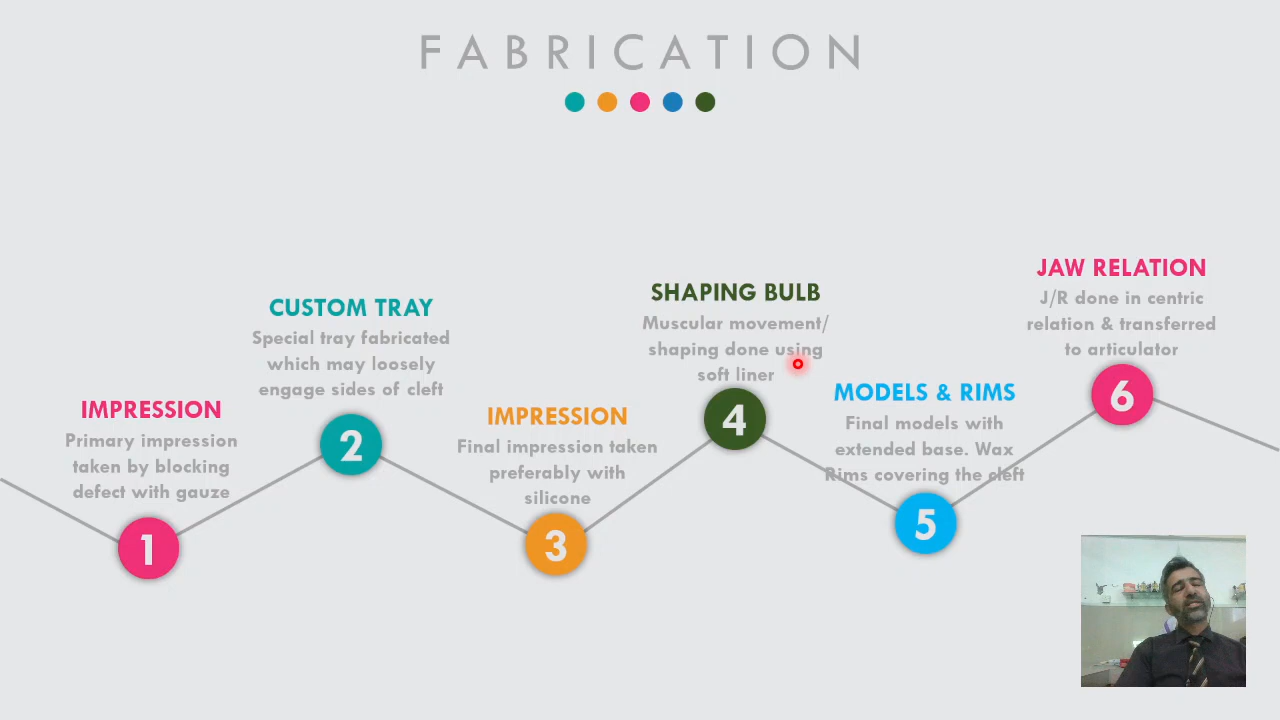 FABRICATION
IMPRESSION
Primary impression
taken by blocking
defect with gauze
1
CUSTOM TRAY
Special tray fabricated
which may loosely
engage sides of cleft
2
IMPRESSION
Final impression taken
preferably with
silicone
3
SHAPING BULB
Muscular movement/
shaping done using
soft liner
4
MODELS & RIMS
Final models with
extended base. Wax
Rims covering the cleft
5
JAW RELATION
J/R done in centric
relation & transferred
to articulator
6